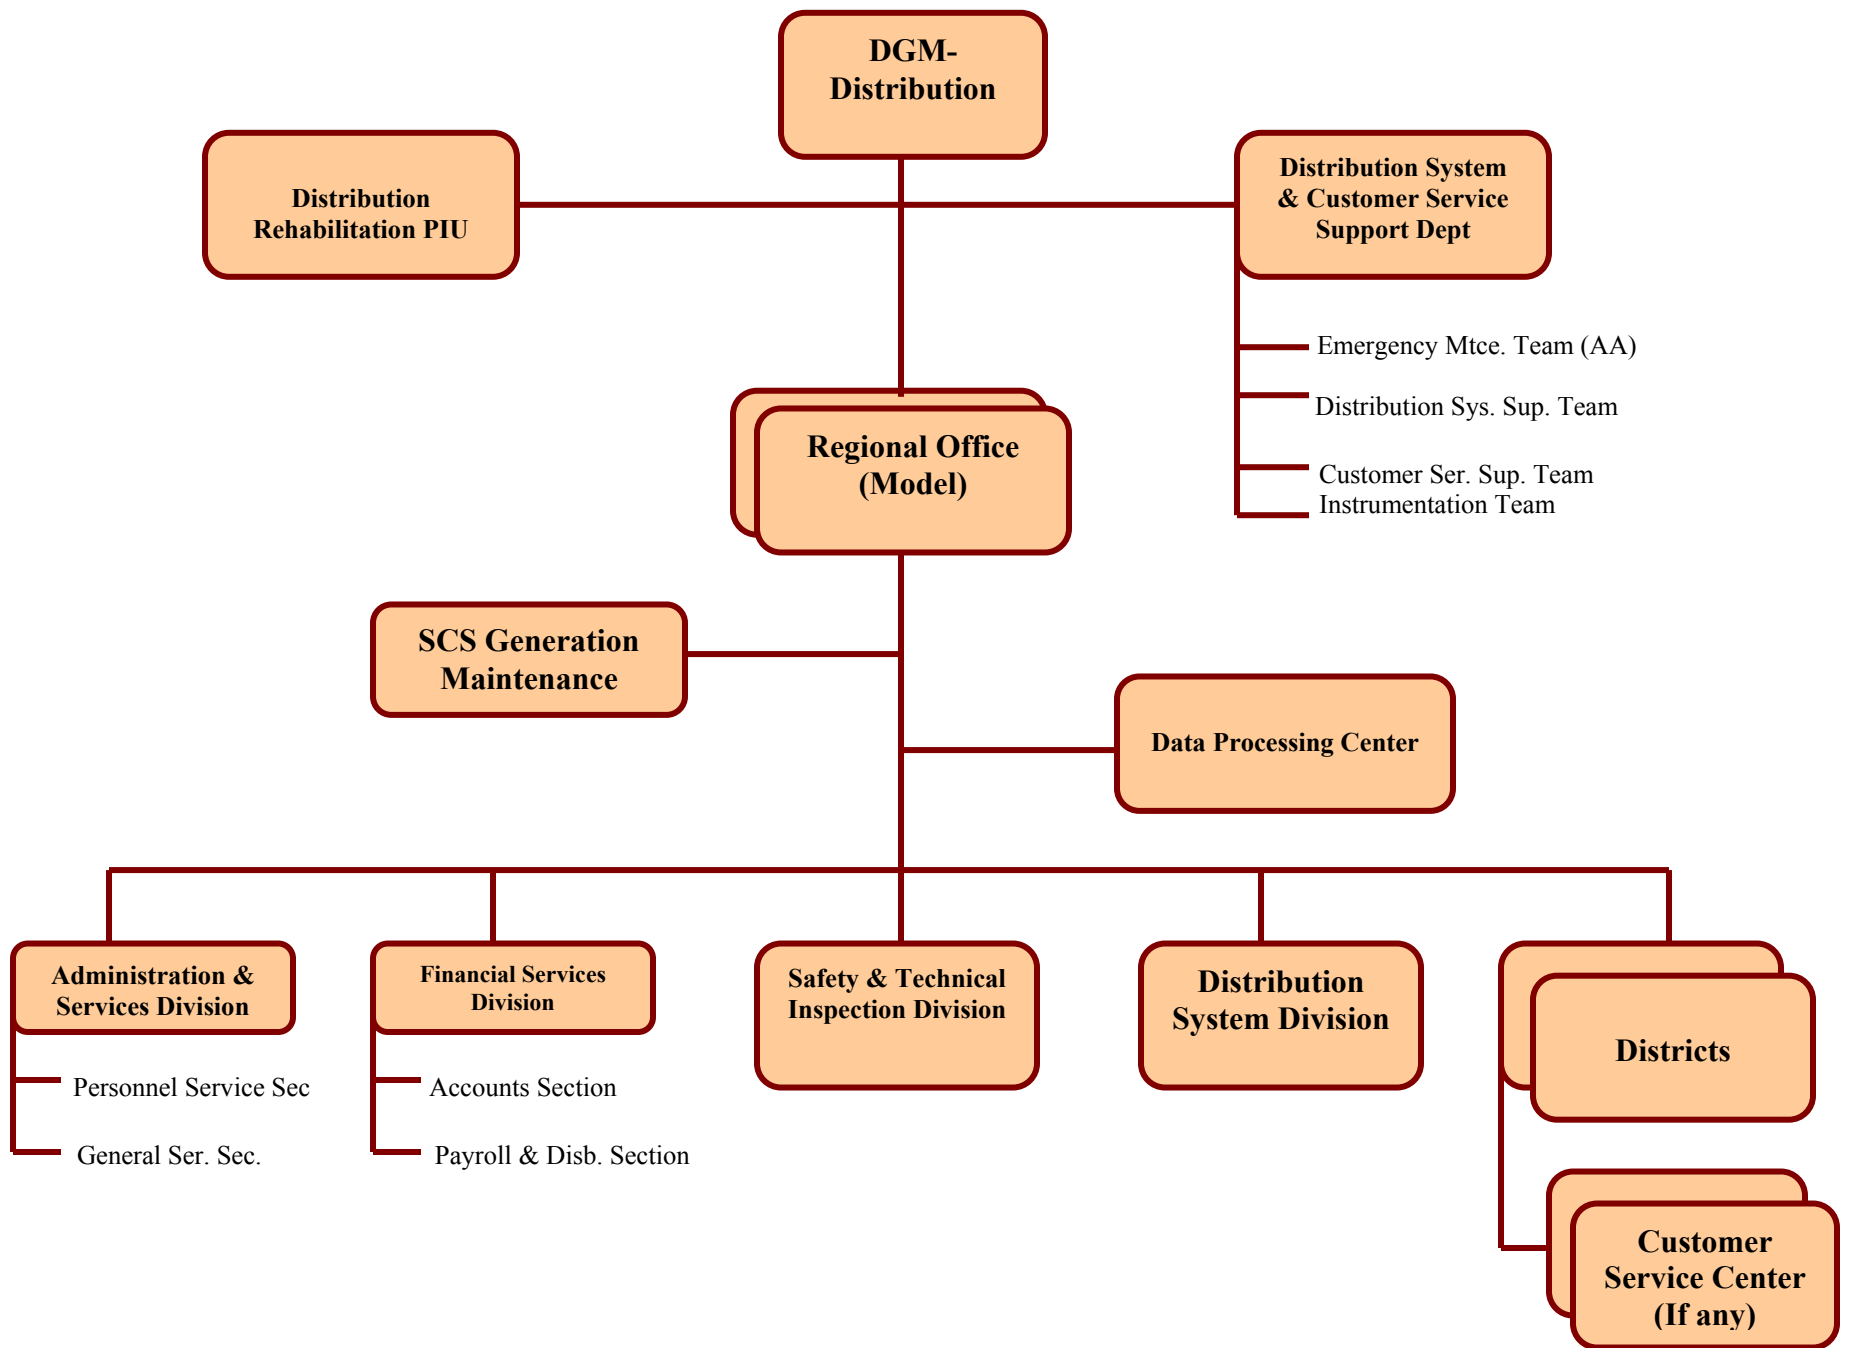 DGM-
Distribution
Distribution
Rehabilitation PIU
Distribution System
& Customer Service
Support Dept
Emergency Mtce. Team (AA)
Distribution Sys. Sup. Team
Customer Ser. Sup. Team
Instrumentation Team
Regional Office
(Model)
SCS Generation
Maintenance
Data Processing Center
Administration &
Services Division
Personnel Service Sec
General Ser. Sec.
Financial Services
Division
Accounts Section
Payroll & Disb. Section
Safety & Technical
Inspection Division
Distribution
System Division
Districts
Customer
Service Center
(If any)